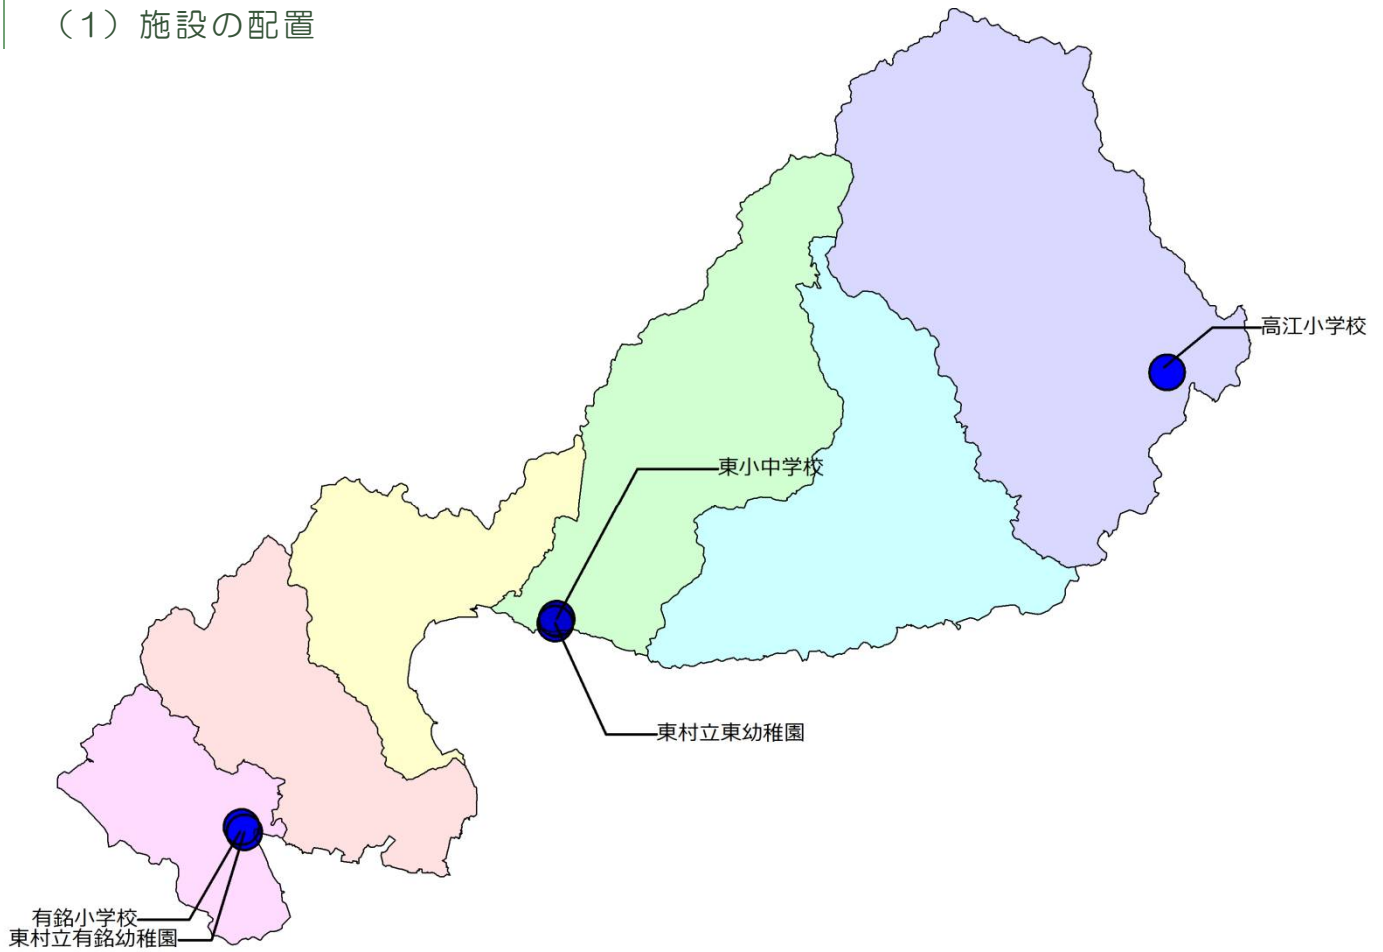 （1）施設の配置
高江小学校
東小中学校
東村立東幼稚園
有銘小学校
東村立有銘幼稚園